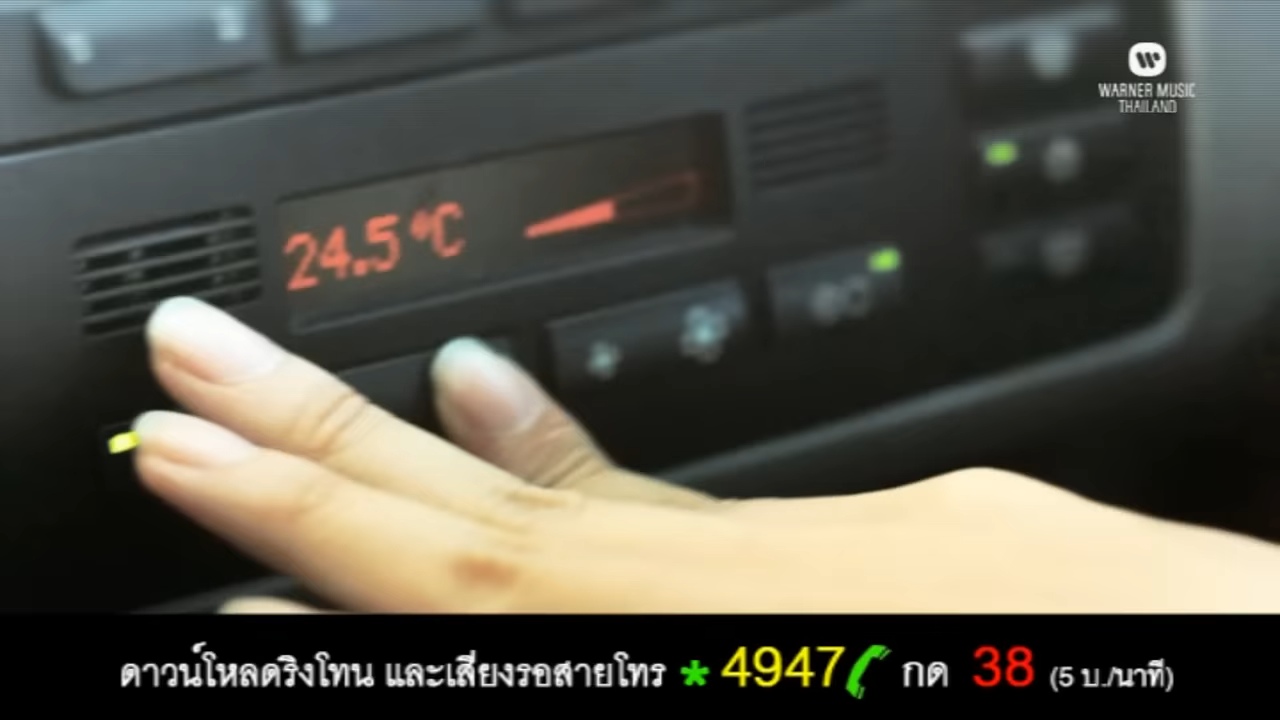 WARNER MUSIC
THAILAND
24.5°C
ดาวน์โหลดริงโทน และเสียงรอสายโทร * 4947 กด 38 (5 บ./นาที)